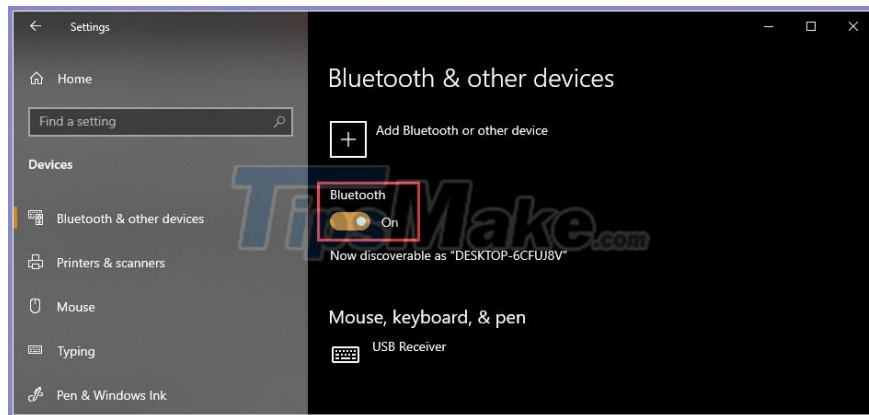 Settings
Home
Find a setting
Devices
Bluetooth & other devices
Printers & scanners
Mouse
Typing
Pen & Windows Ink
Bluetooth & other devices
Add Bluetooth or other device
Bluetooth
On
Now discoverable as "DESKTOP-6CFUJ8V"
Mouse, keyboard, & pen
USB Receiver
TipsMake.com